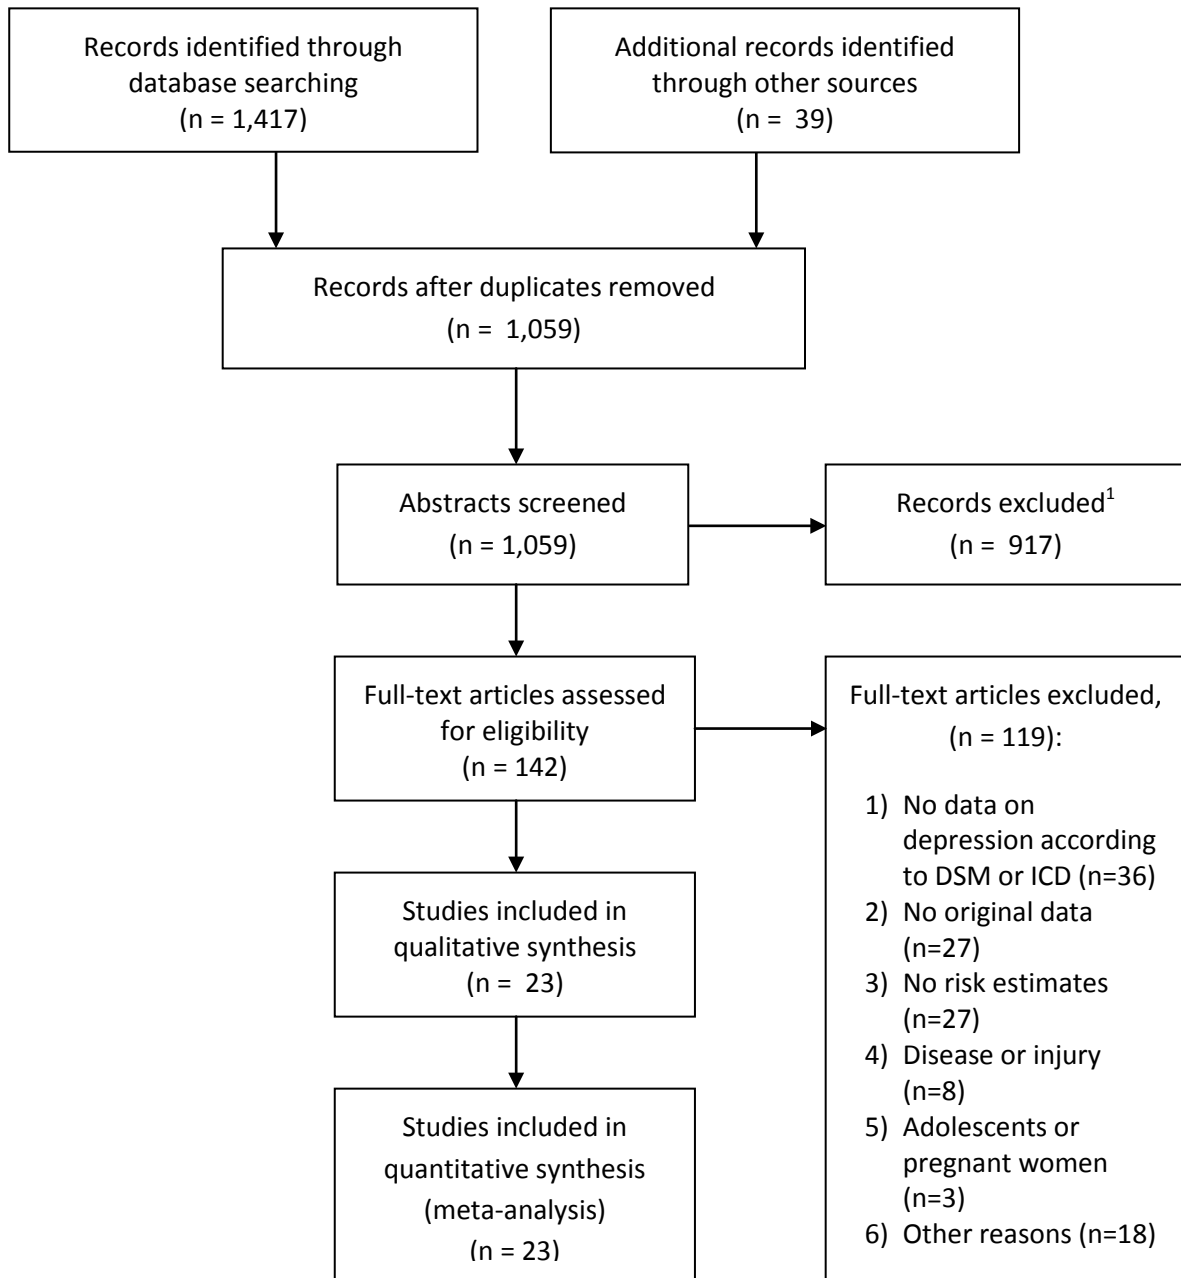 Records identified through
database searching
(n = 1,417)
Additional records identified
through other sources
(n =  39)
Records after duplicates removed
(n =  1,059)
Abstracts screened
(n = 1,059)
Records excluded1
(n =  917)
Full-text articles assessed
for eligibility
(n = 142)
Full-text articles excluded,
(n = 119):
1) No data on
depression according
to DSM or ICD (n=36)
2) No original data
(n=27)
3) No risk estimates
(n=27)
4) Disease or injury
(n=8)
5) Adolescents or
pregnant women
(n=3)
6) Other reasons (n=18)
Studies included in
qualitative synthesis
(n =  23)
Studies included in
quantitative synthesis
(meta-analysis)
(n = 23)